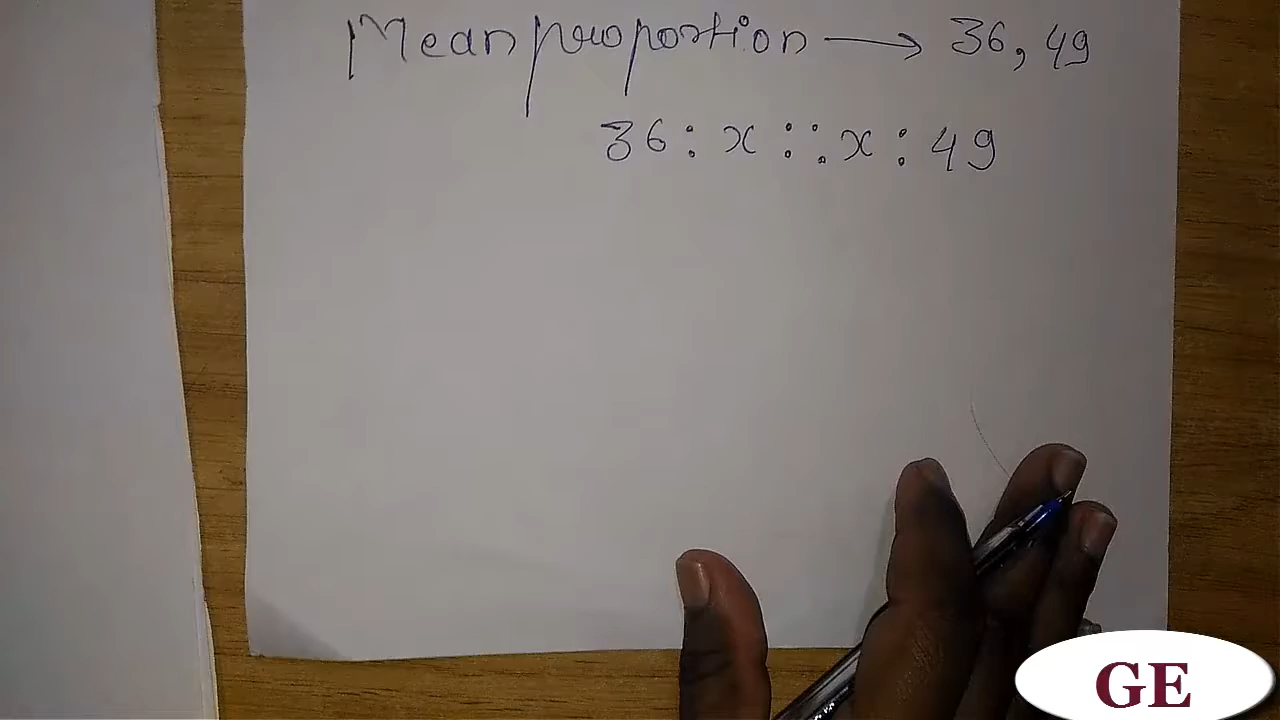 Mean proportion → 36, 49
36 : x :: x : 49
GE